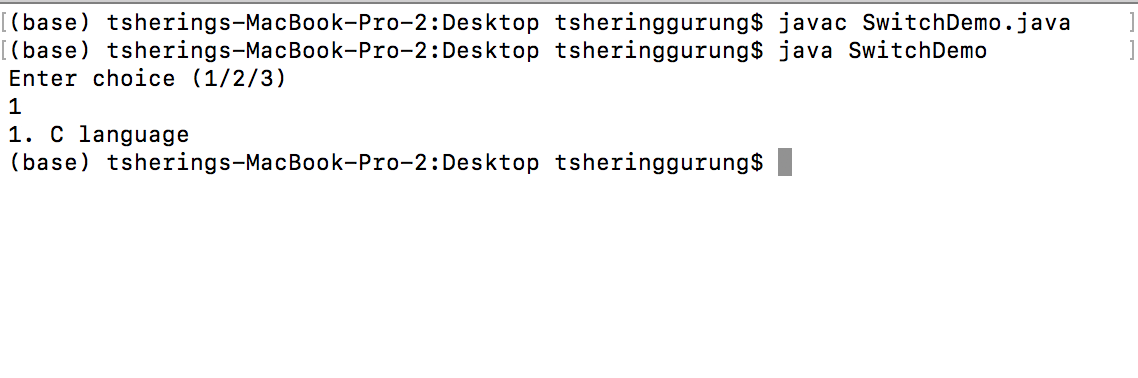 [(base) tsherings-MacBook-Pro-2:Desktop tsheringgurung$ javac SwitchDemo.java ]
[(base) tsherings-MacBook-Pro-2:Desktop tsheringgurung$ java SwitchDemo ]
Enter choice (1/2/3)
1
1. C language
(base) tsherings-MacBook-Pro-2:Desktop tsheringgurung$